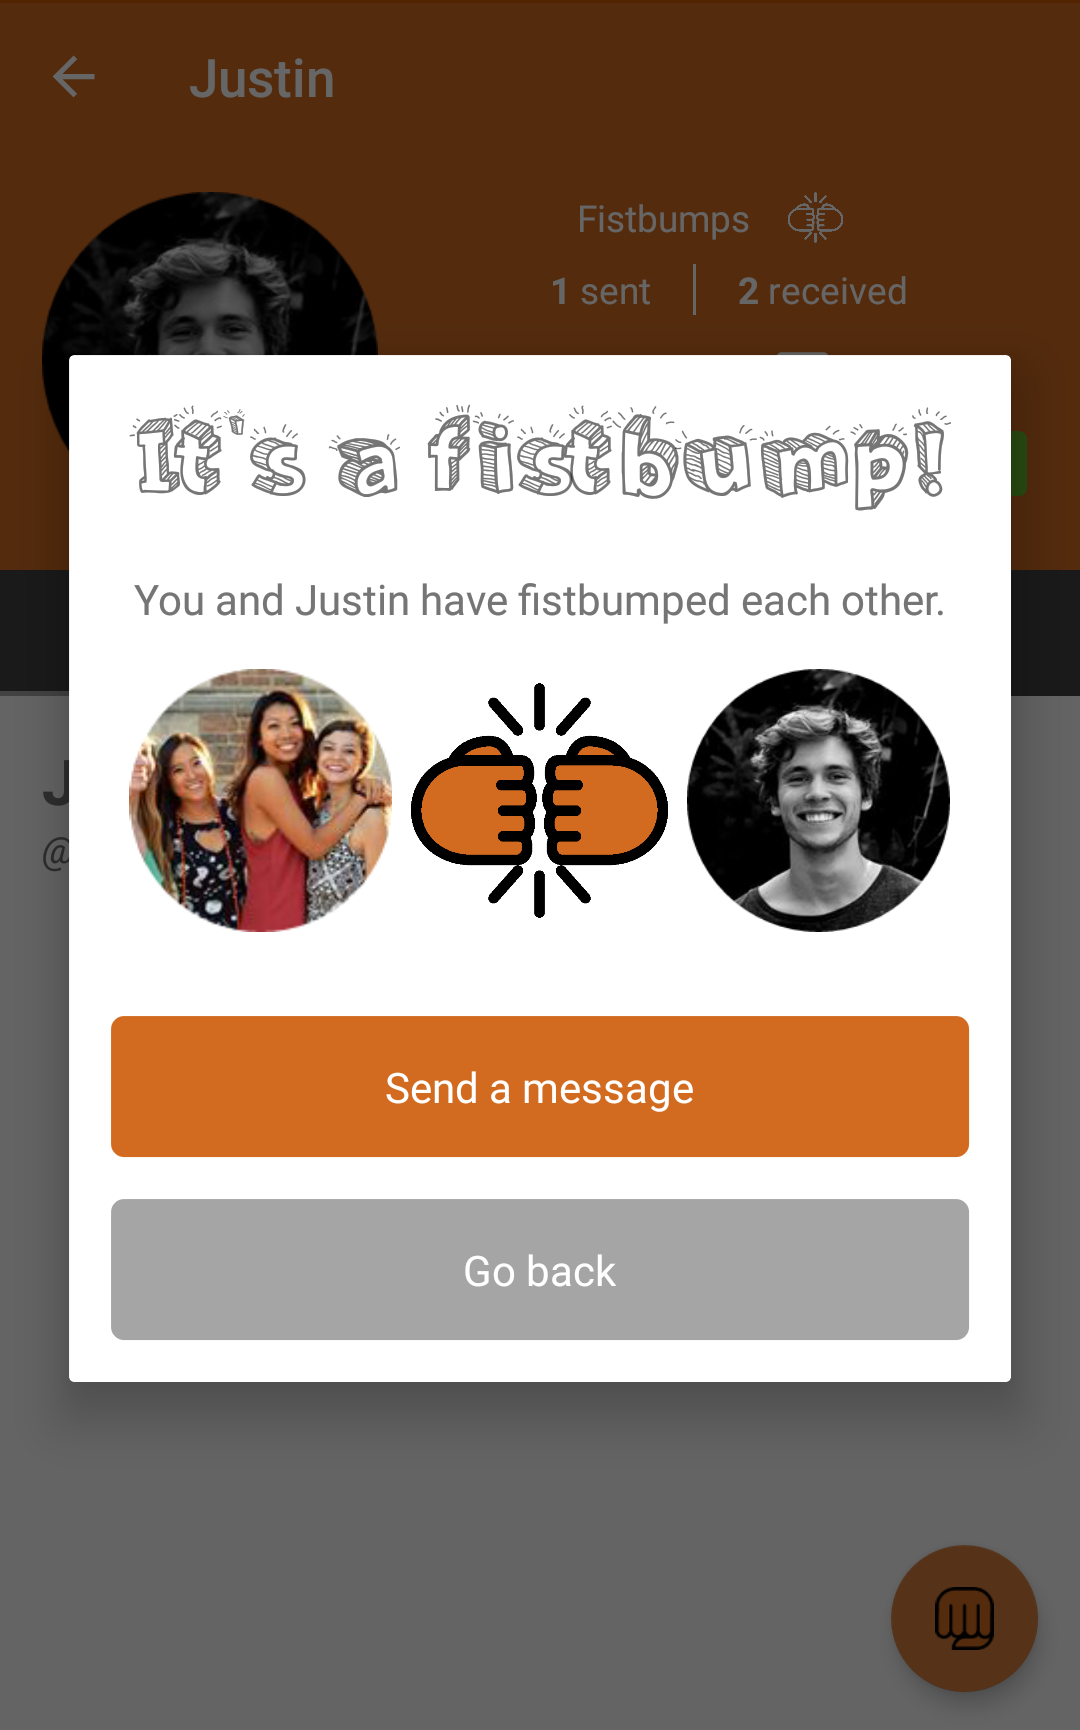 Justin
Fistbumps
1 sent
2 received
It's a fistbump!
You and Justin have fistbumped each other.
J
@
Send a message
Go back